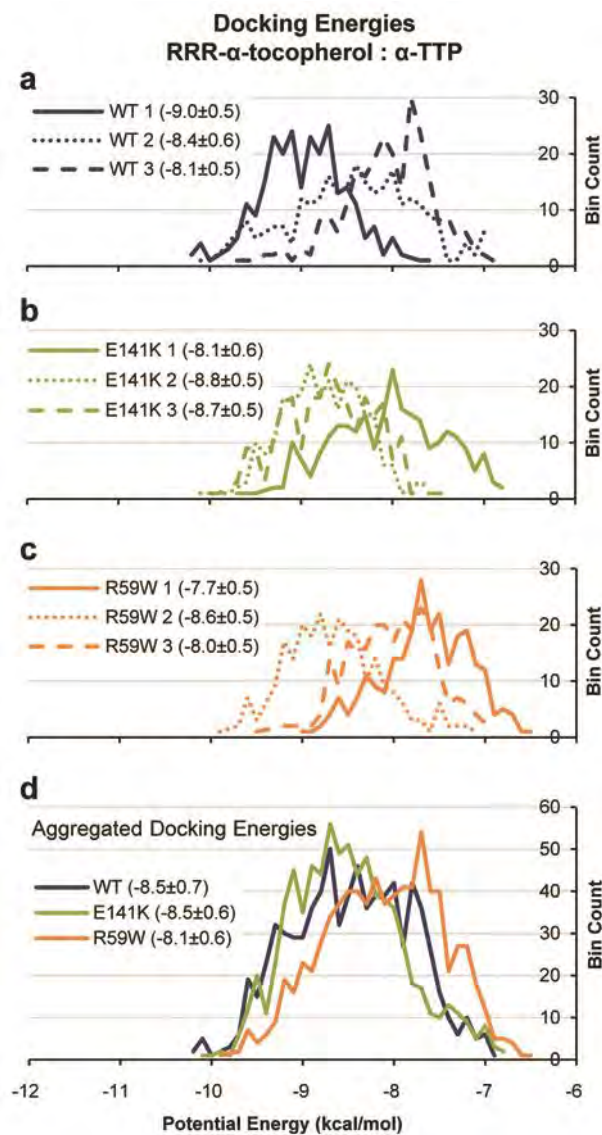 Docking Energies
RRR-α-tocopherol : α-TTP
a
WT 1 (-9.0±0.5)
WT 2 (-8.4±0.6)
WT 3 (-8.1±0.5)
30
20
10
0
Bin Count
b
E141K 1 (-8.1±0.6)
E141K 2 (-8.8±0.5)
E141K 3 (-8.7±0.5)
30
20
10
0
-12
-11
Bin Count
c
R59W 1 (-7.7±0.5)
R59W 2 (-8.6±0.5)
R59W 3 (-8.0±0.5)
30
20
10
0
Bin Count
d
Aggregated Docking Energies
WT (-8.5±0.7)
E141K (-8.5±0.6)
R59W (-8.1±0.6)
60
50
40
30
20
10
0
Bin Count
-12 -11 -10 -9 -8 -7 -6
Potential Energy (kcal/mol)